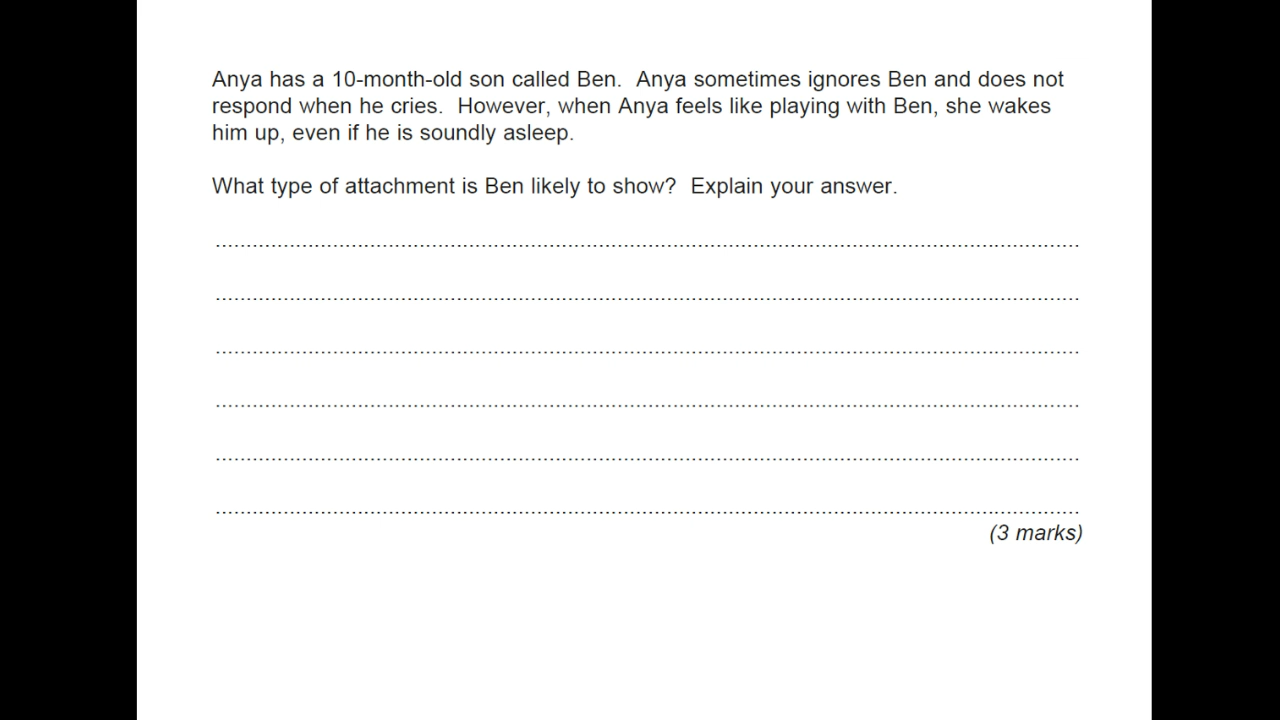 Anya has a 10-month-old son called Ben.  Anya sometimes ignores Ben and does not
respond when he cries.  However, when Anya feels like playing with Ben, she wakes
him up, even if he is soundly asleep.
What type of attachment is Ben likely to show?  Explain your answer.
(3 marks)